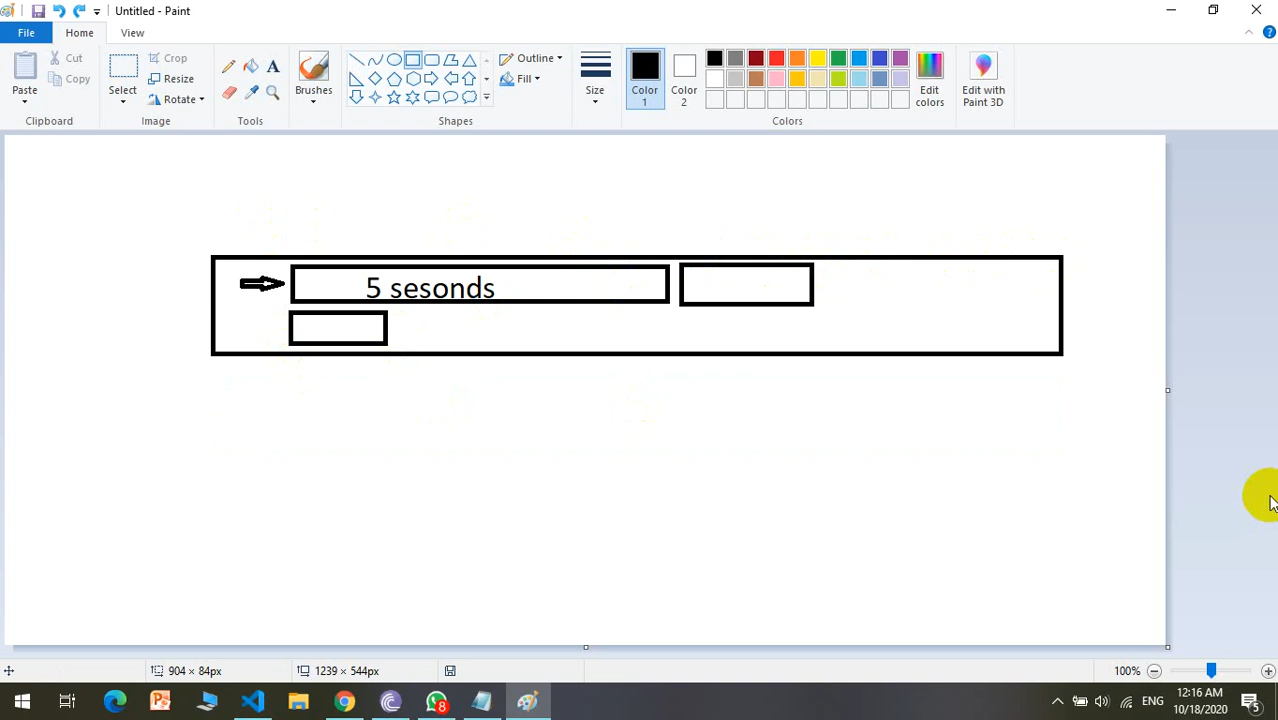 Untitled - Paint
File Home View
Paste
Cut
Copy
Clipboard
Select
Crop
Resize
Rotate
Image
A
Tools
Brushes
Outline
Fill
Shapes
Size
Color 1
Color 2
Edit colors
Colors
Edit with Paint 3D
5 sesonds
904 × 84px
1239 × 544px
100%
8
ENG
12:16 AM
10/18/2020
5